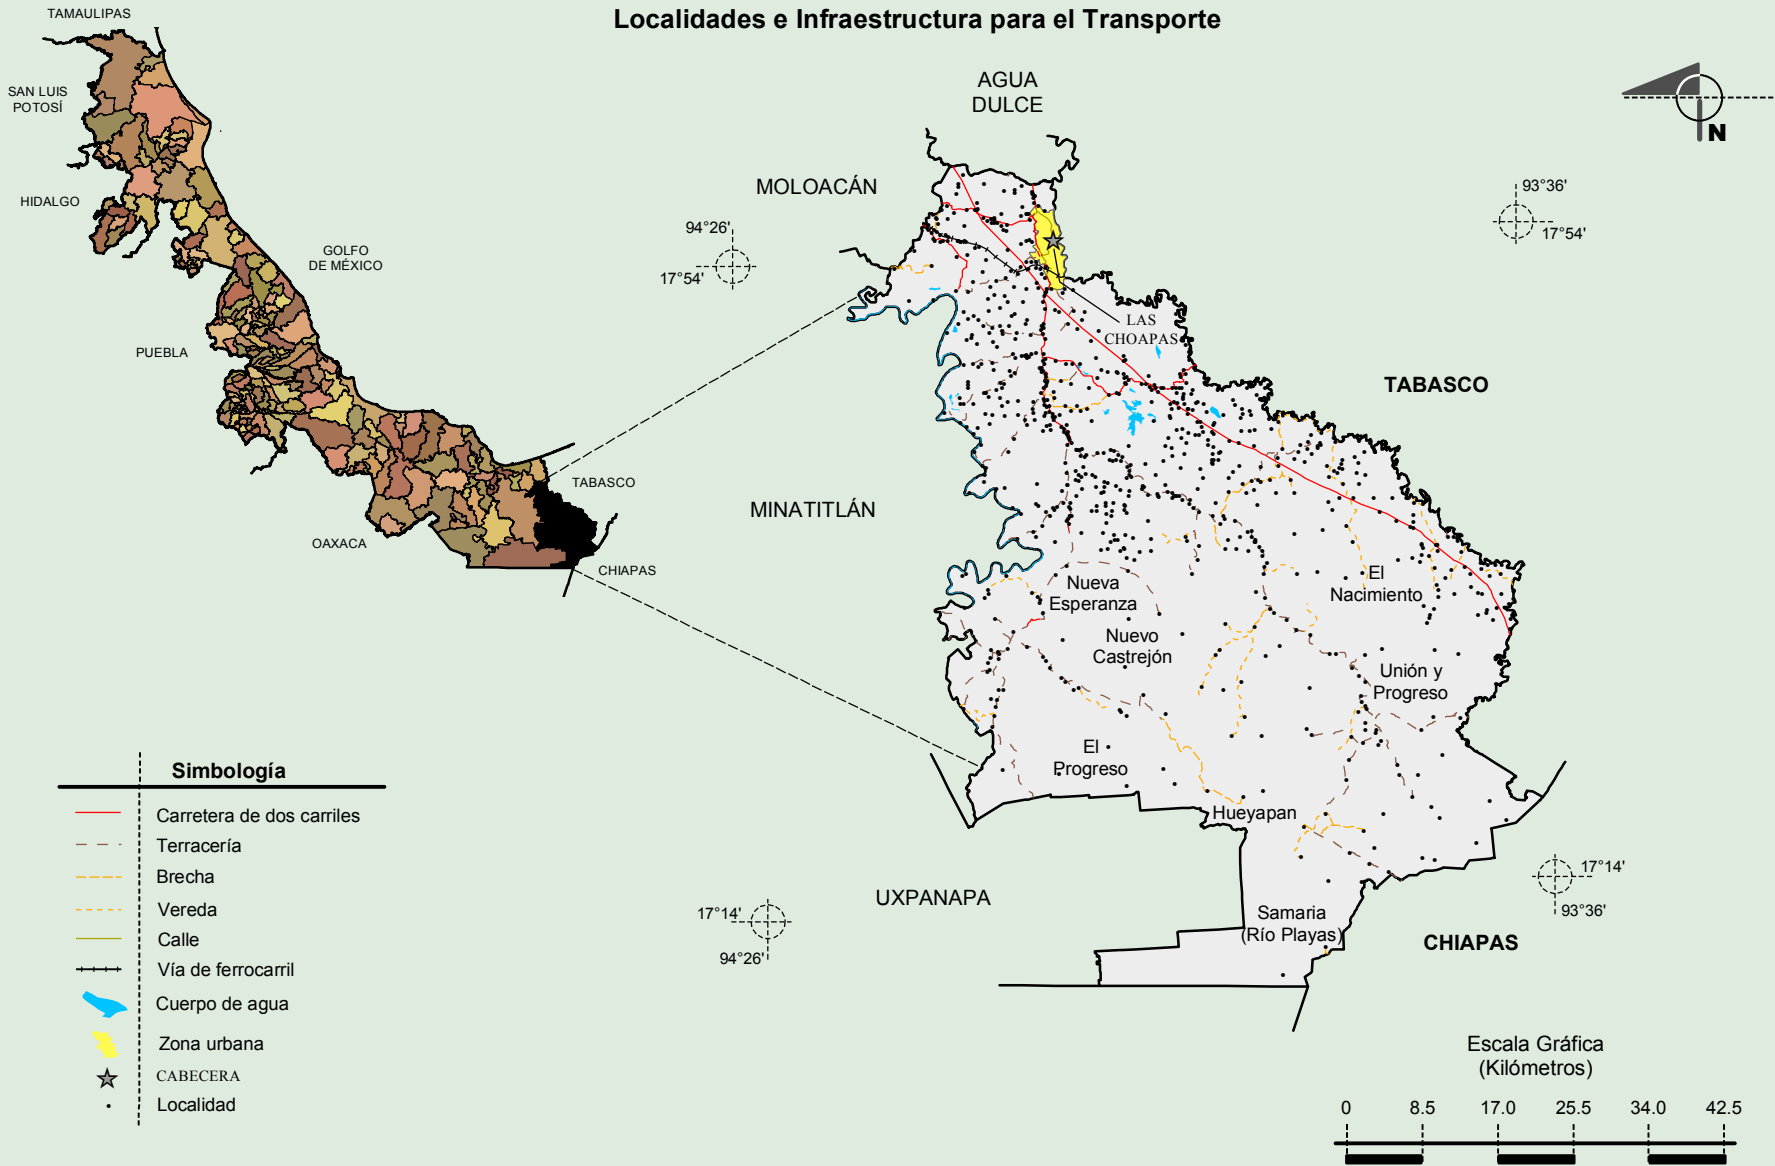 Localidades e Infraestructura para el Transporte
TAMAULIPAS
SAN LUIS
POTOSÍ
HIDALGO
GOLFO
DE MÉXICO
PUEBLA
OAXACA
TABASCO
CHIAPAS
AGUA
DULCE
MOLOACÁN
N
94°26'
17°54'
93°36'
17°54'
LAS
CHOAPAS
TABASCO
MINATITLÁN
Nueva
Esperanza
El
Nacimiento
Nuevo
Castrejón
Unión y
Progreso
El
Progreso
Hueyapan
UXPANAPA
Samaria
(Río Playas)
CHIAPAS
17°14'
94°26'
17°14'
93°36'
Simbología
Carretera de dos carriles
Terracería
Brecha
Vereda
Calle
Vía de ferrocarril
Cuerpo de agua
Zona urbana
CABECERA
Localidad
Escala Gráfica
(Kilómetros)
0 8.5 17.0 25.5 34.0 42.5